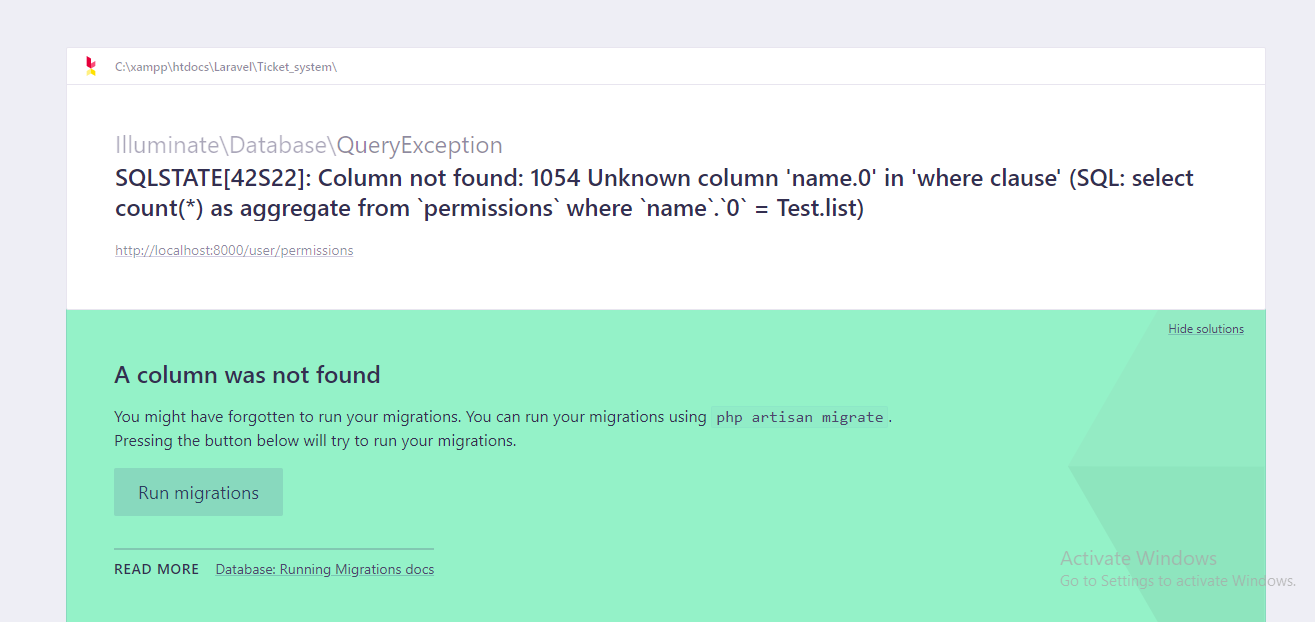 C:\xampp\htdocs\Laravel\Ticket_system\
Illuminate\Database\QueryException
SQLSTATE[42S22]: Column not found: 1054 Unknown column 'name.0' in 'where clause' (SQL: select
count(*) as aggregate from `permissions` where `name`.`0` = Test.list)
http://localhost:8000/user/permissions
Hide solutions
A column was not found
You might have forgotten to run your migrations. You can run your migrations using php artisan migrate.
Pressing the button below will try to run your migrations.
Run migrations
READ MORE Database: Running Migrations docs
Activate Windows
Go to Settings to activate Windows.